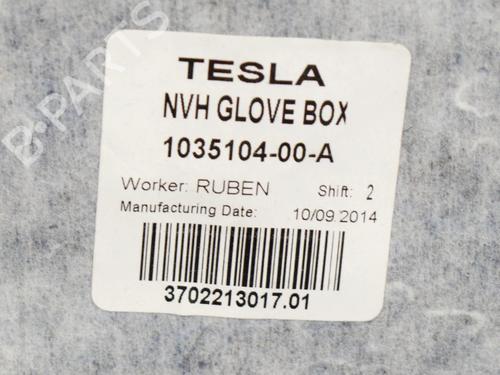 B-PARTS
TESLA
NVH GLOVE BOX
1035104-00-A
Worker: RUBEN Shift: 2
Manufacturing Date: 10/09/2014
3702213017.01